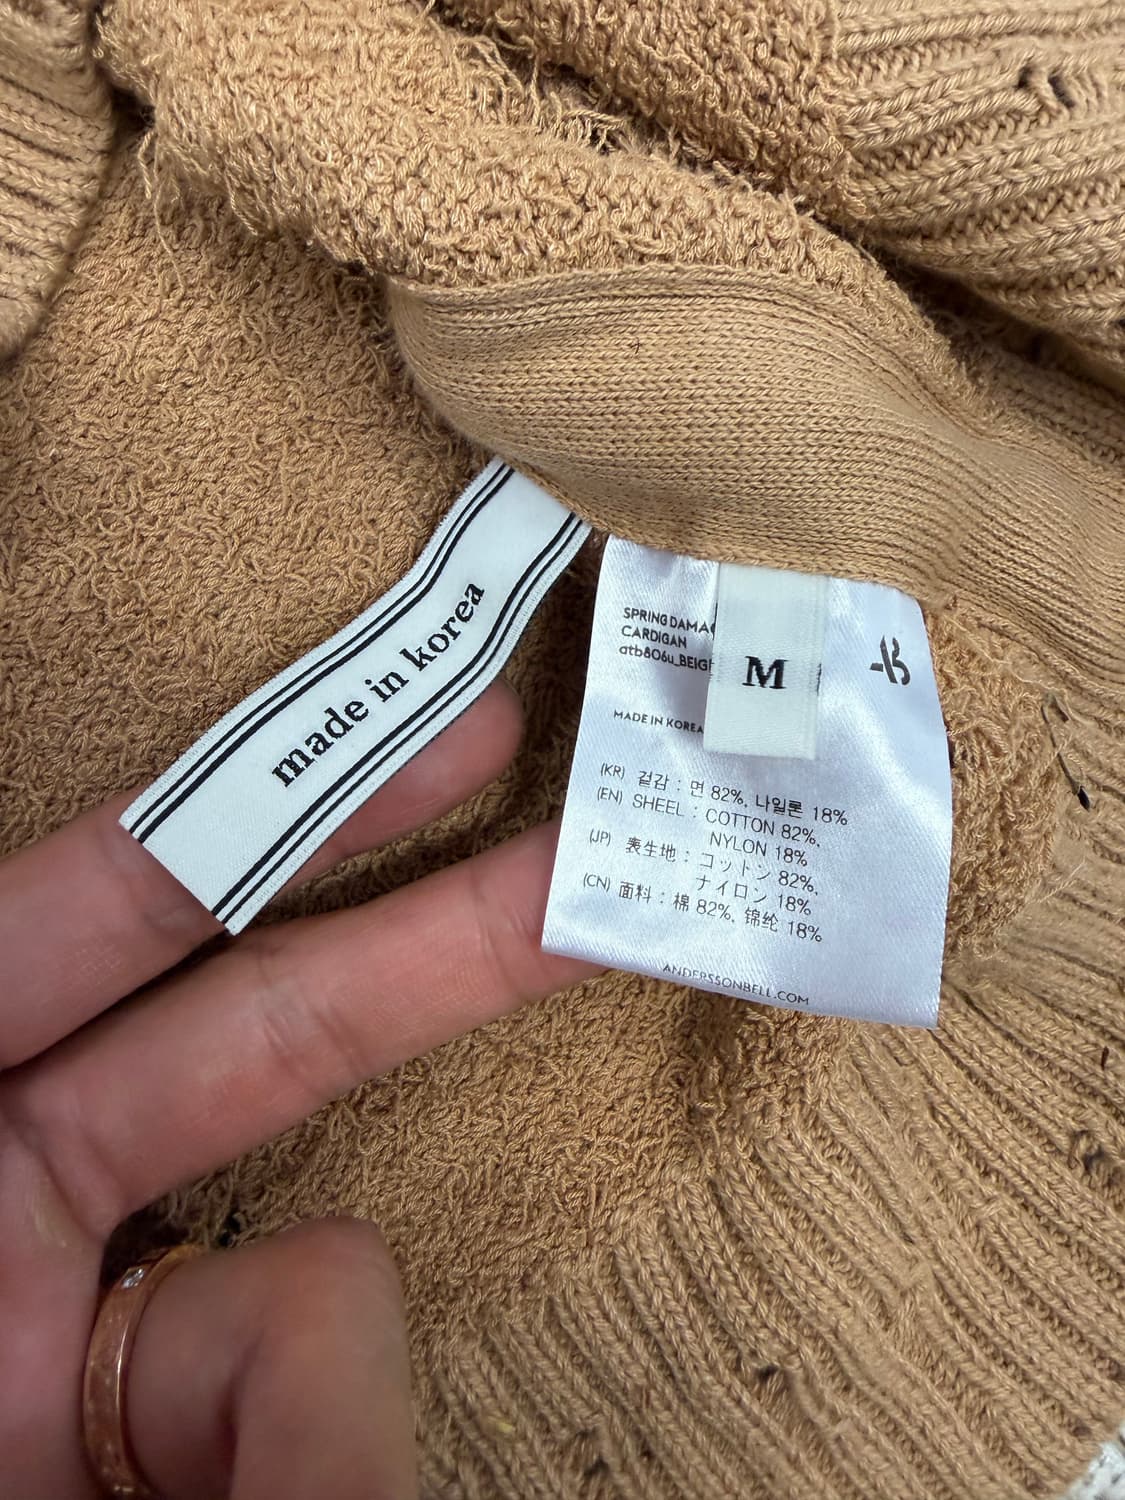 made in korea
SPRING DAMAG
CARDIGAN
atb806u_BEIG
M
MADE IN KOREA
(KR) 겉감 : 면 82%, 나일론 18%
(EN) SHEEL : COTTON 82%,
NYLON 18%
(JP) 表生地 : コットン 82%,
ナイロン 18%
(CN) 面料 : 棉 82%, 锦纶 18%
ANDERSSONBELL.COM